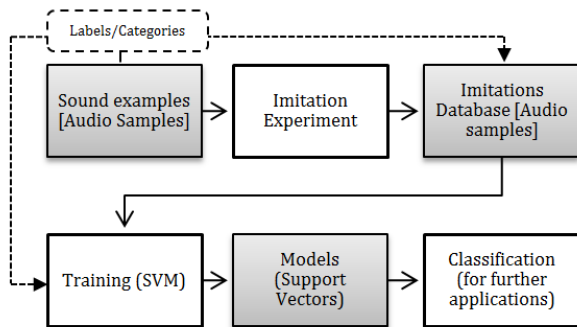 Labels/Categories
Sound examples
[Audio Samples]
Imitation
Experiment
Imitations
Database [Audio
samples]
Training (SVM)
Models
(Support
Vectors)
Classification
(for further
applications)